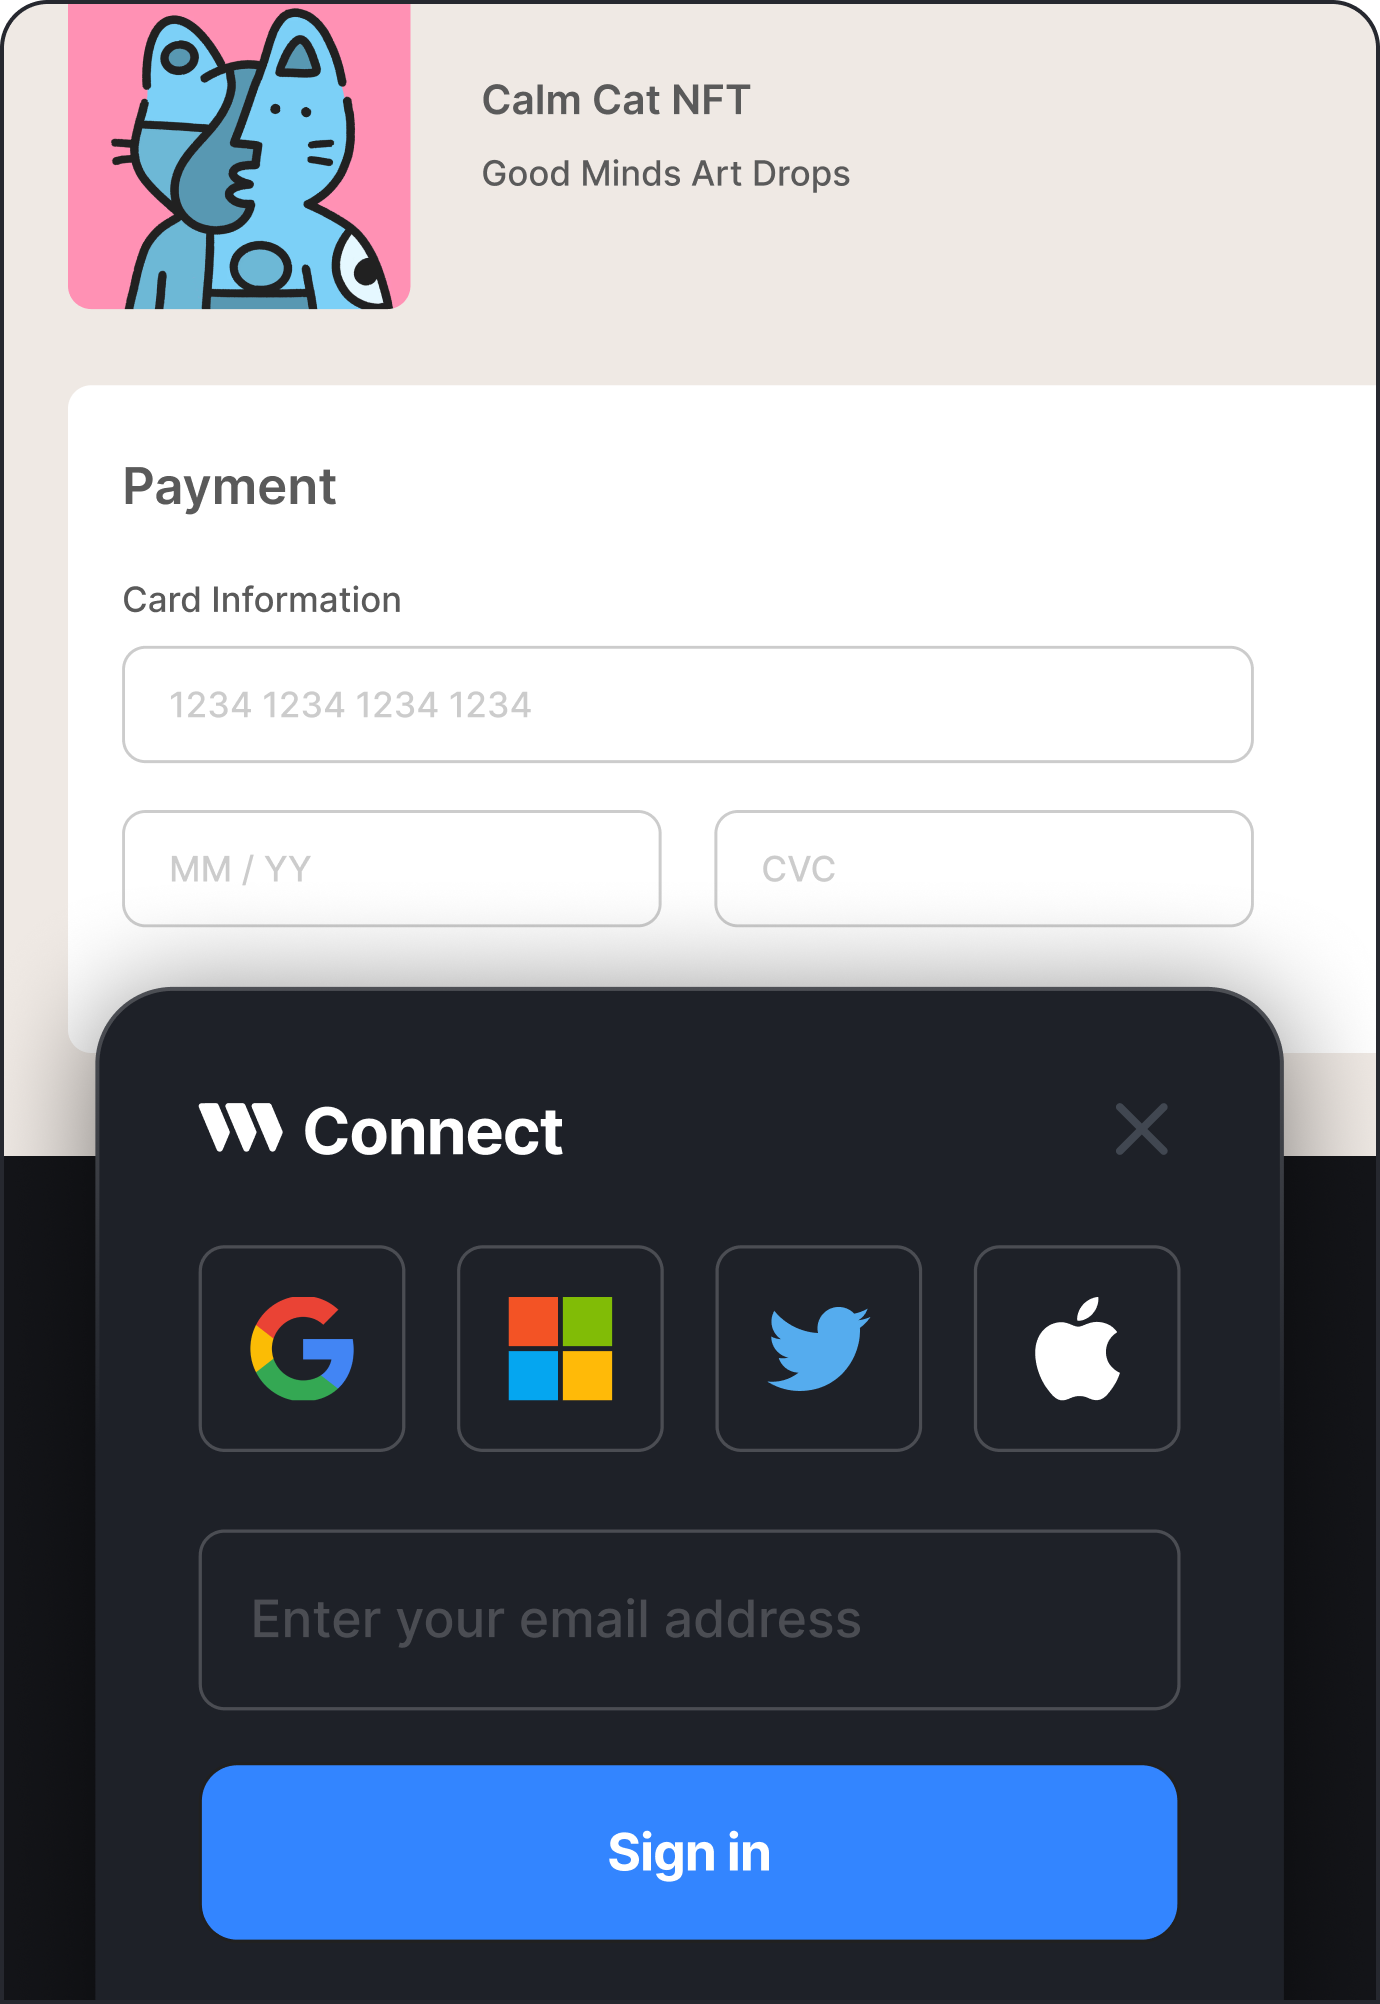 Calm Cat NFT
Good Minds Art Drops
Payment
Card Information
1234 1234 1234 1234
MM / YY
CVC
Connect
Enter your email address
Sign in